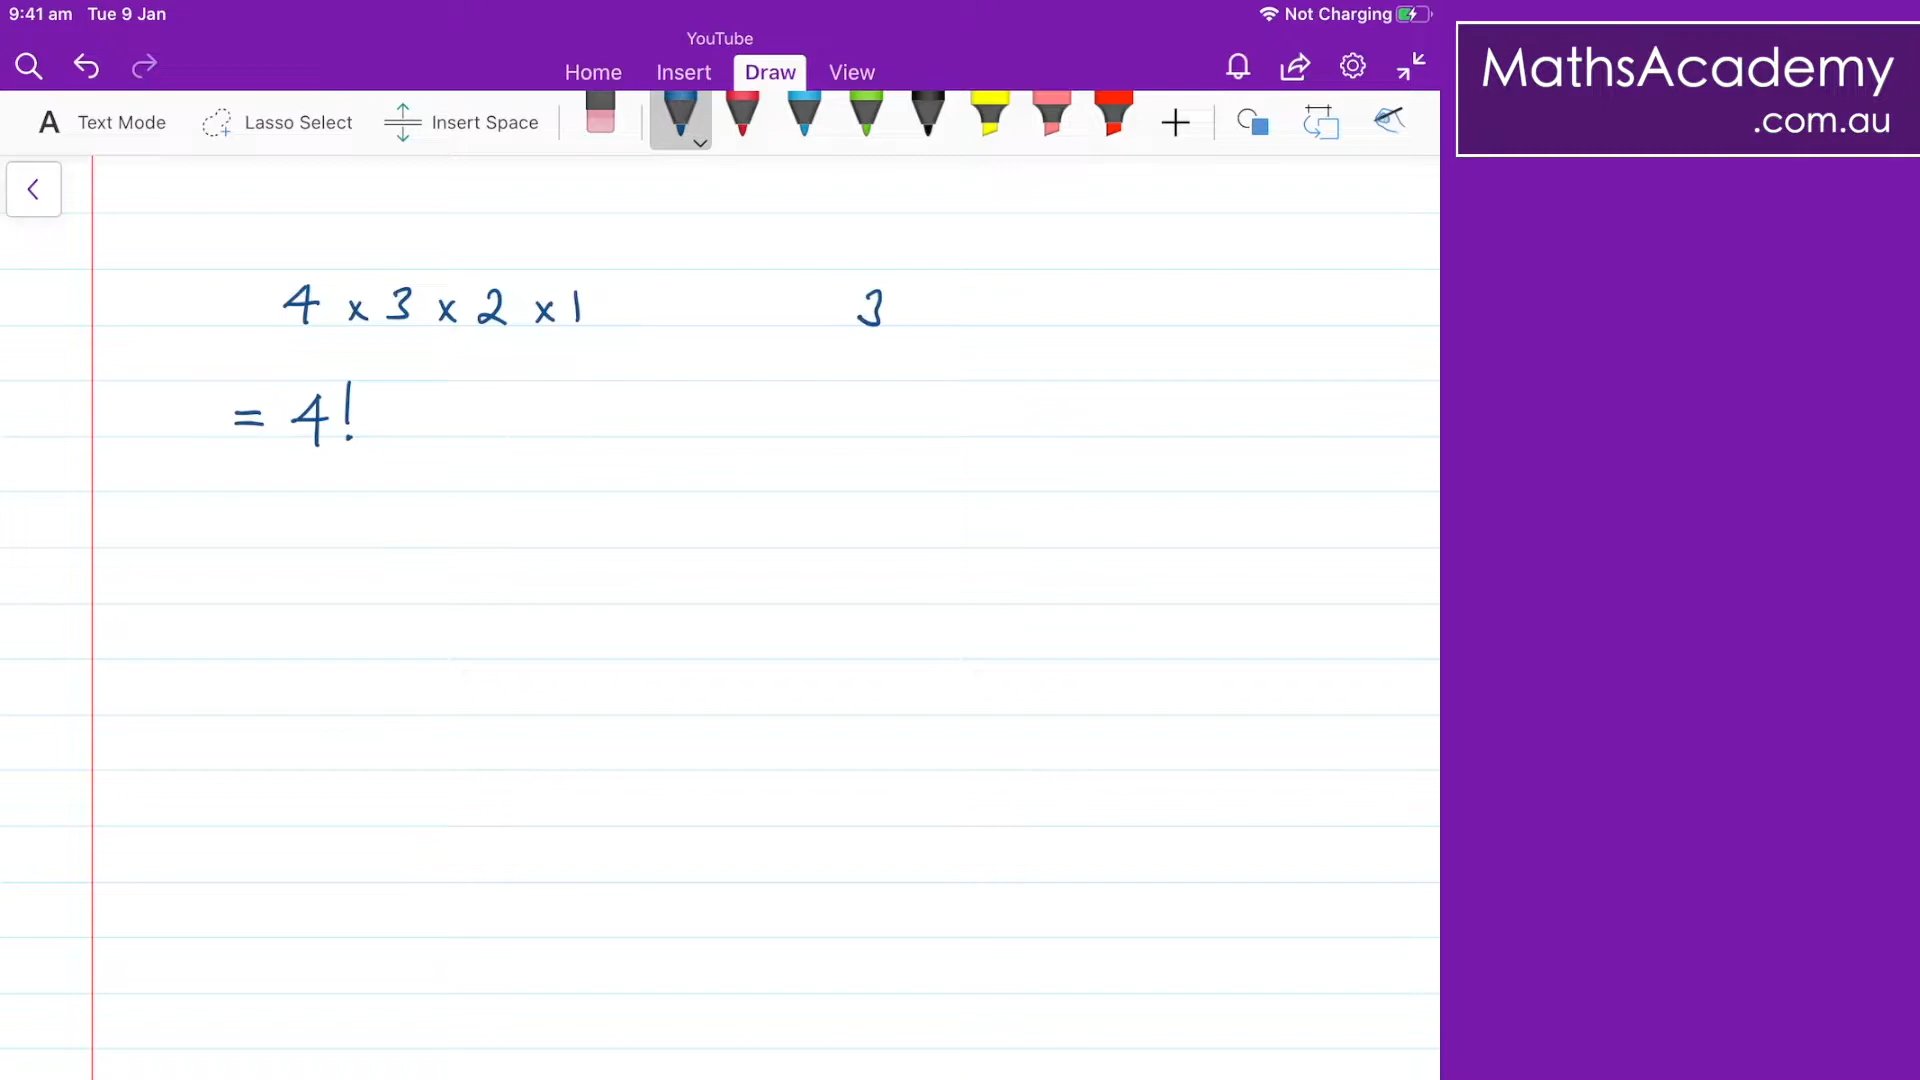 9:41 am Tue 9 Jan Not Charging
YouTube
Home Insert Draw View
MathsAcademy
.com.au
A Text Mode Lasso Select Insert Space
4 x 3 x 2 x 1 3
= 4!